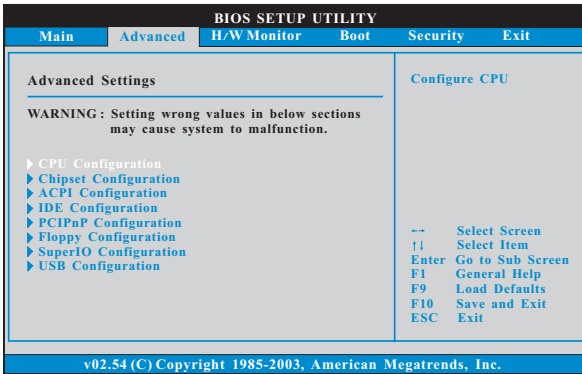 BIOS SETUP UTILITY
Main Advanced H/W Monitor Boot Security Exit
Advanced Settings
WARNING : Setting wrong values in below sections
may cause system to malfunction.
CPU Configuration
Chipset Configuration
ACPI Configuration
IDE Configuration
PCIPnP Configuration
Floppy Configuration
SuperIO Configuration
USB Configuration
Configure CPU
←→ Select Screen
↑↓ Select Item
Enter Go to Sub Screen
F1 General Help
F9 Load Defaults
F10 Save and Exit
ESC Exit
v02.54 (C) Copyright 1985-2003, American Megatrends, Inc.